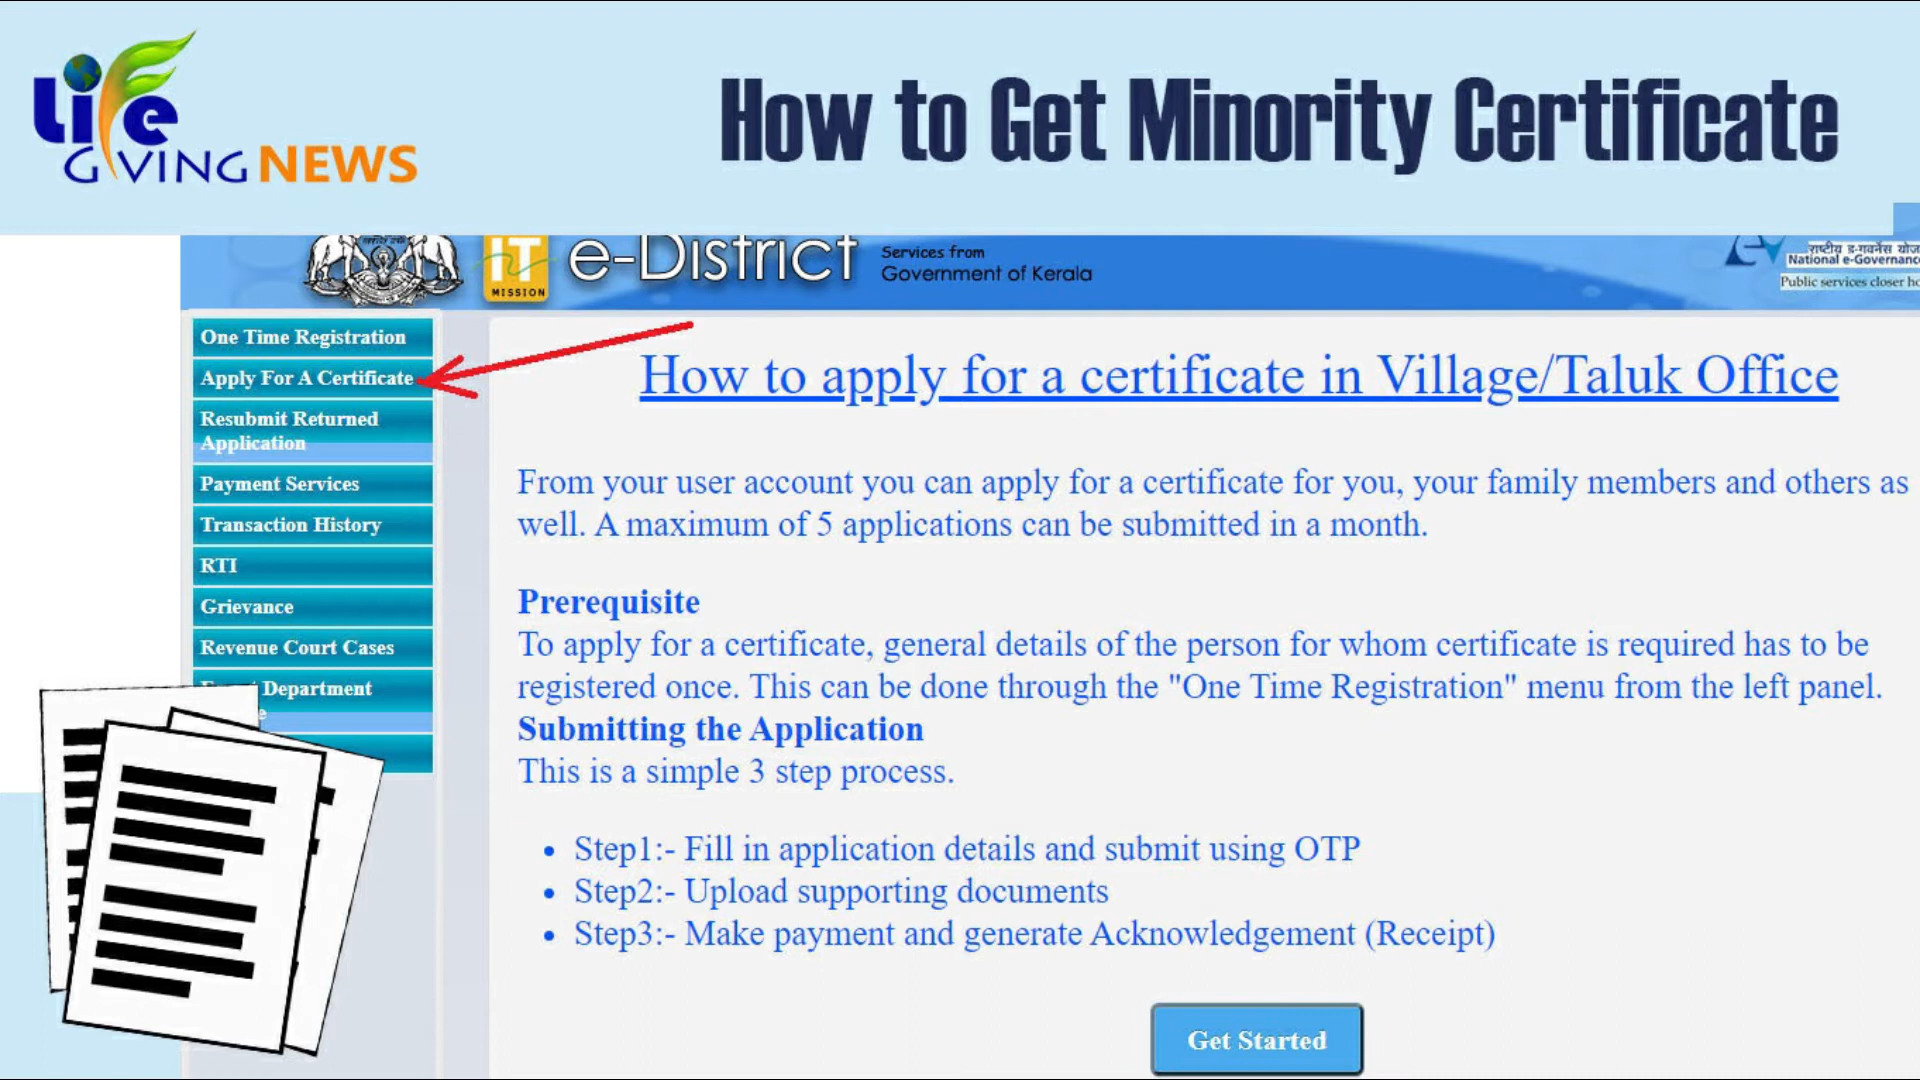 Life
GIVING NEWS
How to Get Minority Certificate
IT
MISSION
e-District
Services from
Government of Kerala
राष्ट्रीय इ-गवर्नेंस
National e-Governance
Public services closer
One Time Registration
Apply For A Certificate
Resubmit Returned
Application
Payment Services
Transaction History
RTI
Grievance
Revenue Court Cases
Department
How to apply for a certificate in Village/Taluk Office
From your user account you can apply for a certificate for you, your family members and others as
well. A maximum of 5 applications can be submitted in a month.
Prerequisite
To apply for a certificate, general details of the person for whom certificate is required has to be
registered once. This can be done through the "One Time Registration" menu from the left panel.
Submitting the Application
This is a simple 3 step process.
• Step1:- Fill in application details and submit using OTP
• Step2:- Upload supporting documents
• Step3:- Make payment and generate Acknowledgement (Receipt)
Get Started